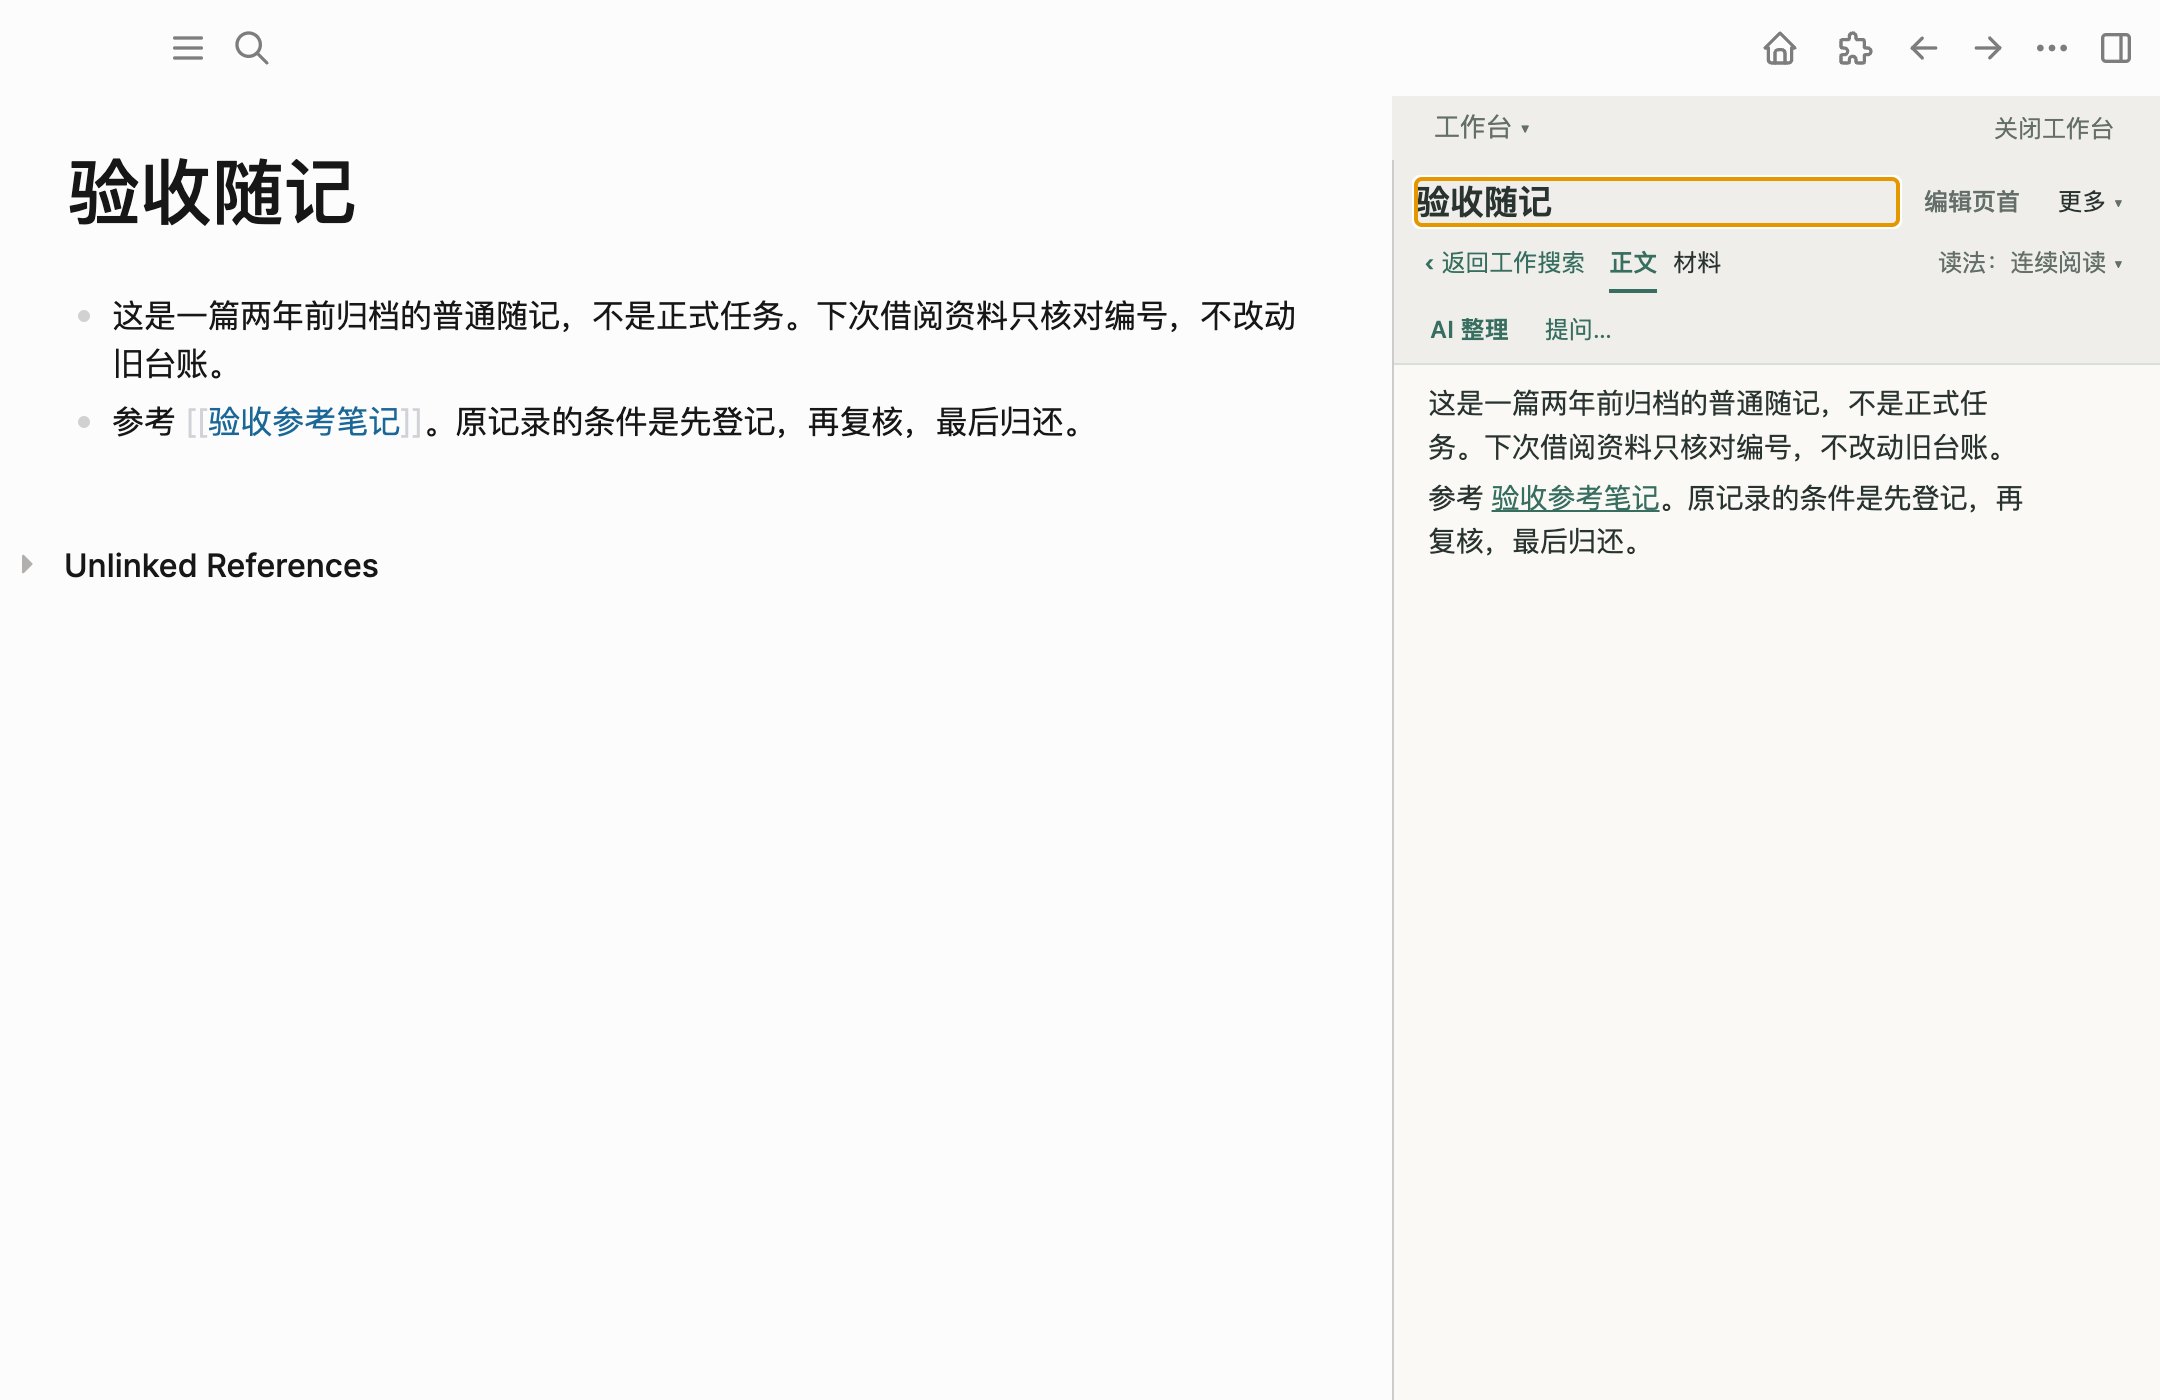 验收随记
这是一篇两年前归档的普通随记，不是正式任务。下次借阅资料只核对编号，不改动
旧台账。
参考 [[验收参考笔记]]。原记录的条件是先登记，再复核，最后归还。
Unlinked References
工作台 ▾
关闭工作台
验收随记
编辑页首
更多 ▾
‹ 返回工作搜索
正文
材料
读法：连续阅读 ▾
AI 整理
提问...
这是一篇两年前归档的普通随记，不是正式任
务。下次借阅资料只核对编号，不改动旧台账。
参考 验收参考笔记。原记录的条件是先登记，再
复核，最后归还。